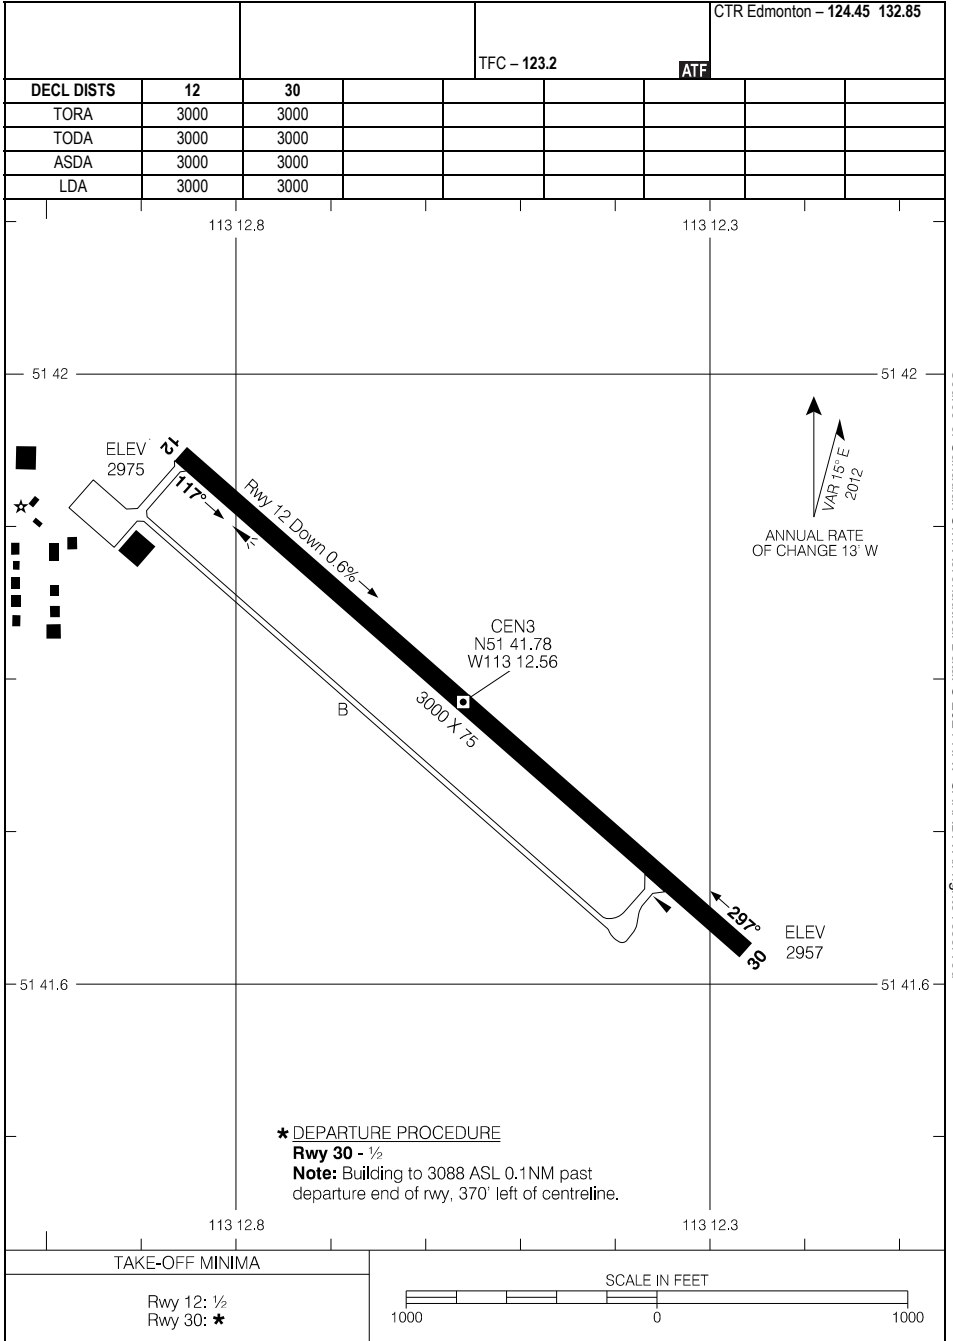 CTR Edmonton – 124.45 132.85
TFC – 123.2
ATF
DECL DISTS 12 30
TORA 3000 3000
TODA 3000 3000
ASDA 3000 3000
LDA 3000 3000
113 12.8 113 12.3
51 42 51 42
ELEV
2975
12
117°
Rwy 12 Down 0.6%
VAR 15° E
2012
ANNUAL RATE
OF CHANGE 13' W
CEN3
N51 41.78
W113 12.56
3000 X 75
B
297°
30
ELEV
2957
51 41.6 51 41.6
* DEPARTURE PROCEDURE
Rwy 30 - ½
Note: Building to 3088 ASL 0.1NM past
departure end of rwy, 370' left of centreline.
113 12.8 113 12.3
TAKE-OFF MINIMA
Rwy 12: ½
Rwy 30: *
SCALE IN FEET
1000 0 1000